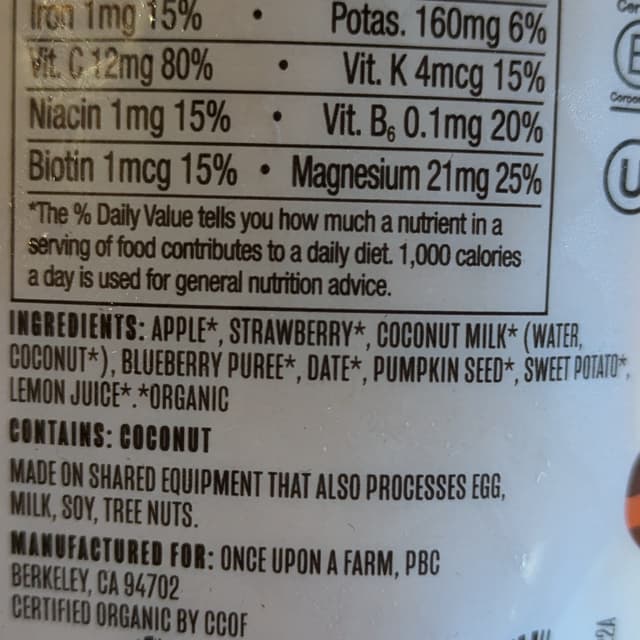 Iron 1mg 15% • Potas. 160mg 6%
Vit. C 12mg 80% • Vit. K 4mcg 15%
Niacin 1mg 15% • Vit. B₆ 0.1mg 20%
Biotin 1mcg 15% • Magnesium 21mg 25%
*The % Daily Value tells you how much a nutrient in a
serving of food contributes to a daily diet. 1,000 calories
a day is used for general nutrition advice.
INGREDIENTS: APPLE*, STRAWBERRY*, COCONUT MILK* (WATER,
COCONUT*), BLUEBERRY PUREE*, DATE*, PUMPKIN SEED*, SWEET POTATO*,
LEMON JUICE*.*ORGANIC
CONTAINS: COCONUT
MADE ON SHARED EQUIPMENT THAT ALSO PROCESSES EGG,
MILK, SOY, TREE NUTS.
MANUFACTURED FOR: ONCE UPON A FARM, PBC
BERKELEY, CA 94702
CERTIFIED ORGANIC BY CCOF
U